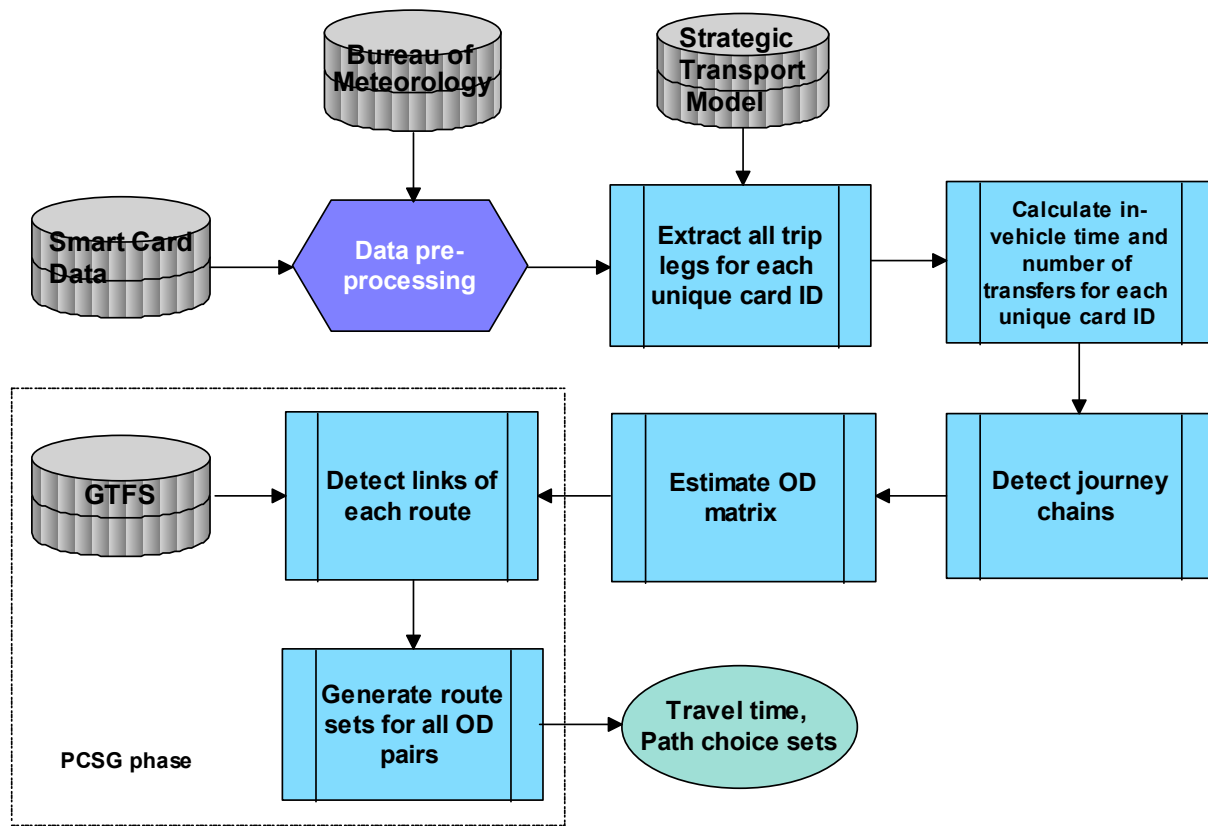 Bureau of
Meteorology
Strategic
Transport
Model
Smart Card
Data
Data pre-
processing
Extract all trip
legs for each
unique card ID
Calculate in-
vehicle time and
number of
transfers for each
unique card ID
GTFS
Detect links of
each route
Estimate OD
matrix
Detect journey
chains
Generate route
sets for all OD
pairs
Travel time,
Path choice sets
PCSG phase